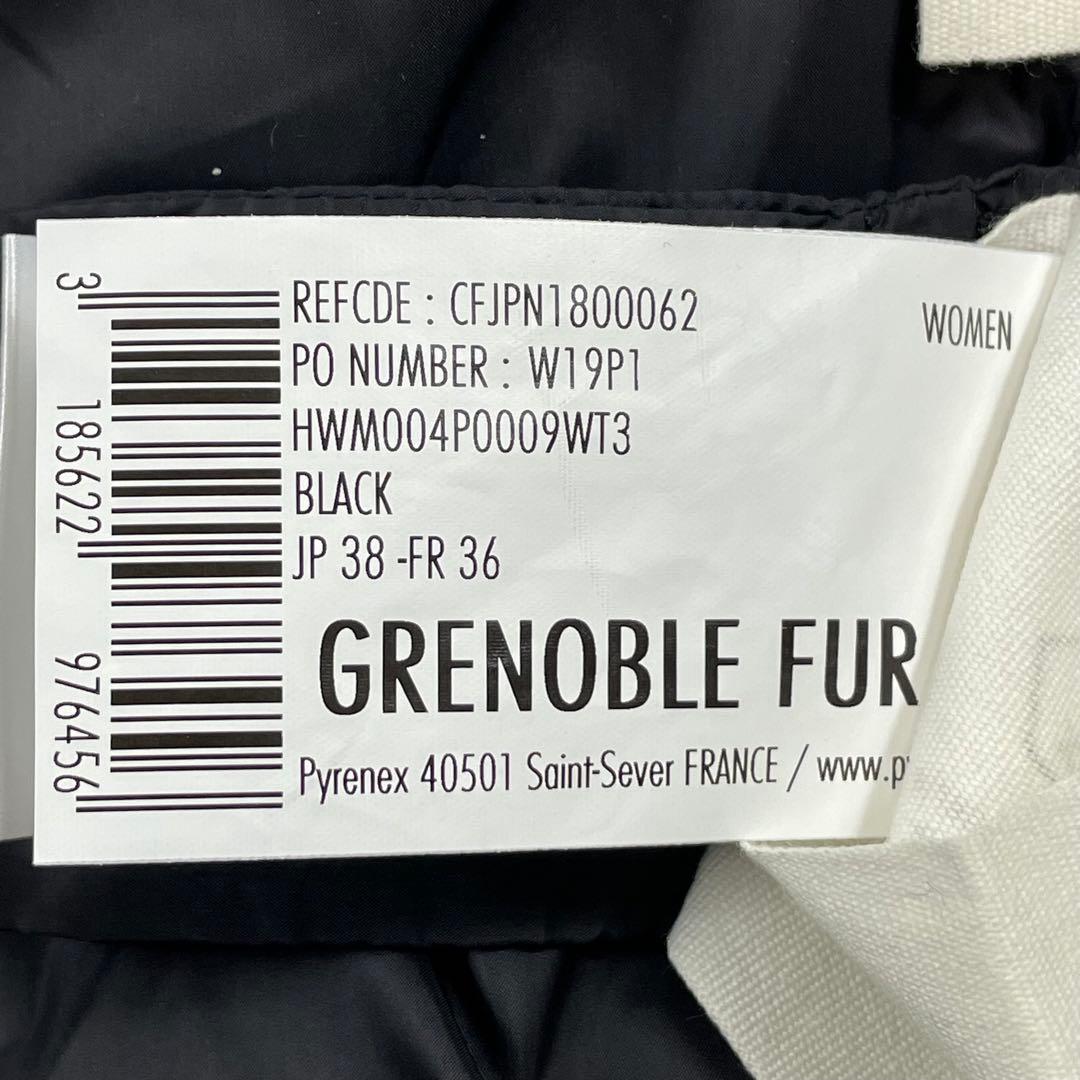 REFCDE : CFJPN1800062
WOMEN
PO NUMBER : W19P1
HWM004P0009WT3
BLACK
JP 38 -FR 36
GRENOBLE FUR
Pyrenex 40501 Saint-Sever FRANCE / www.p
3 185622 976456